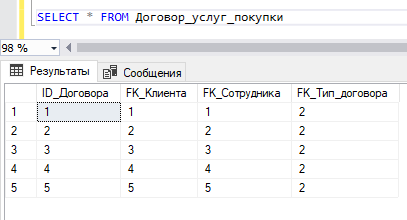 SELECT * FROM Договор_услуг_покупки
98 %
Результаты Сообщения
ID_Договора FK_Клиента FK_Сотрудника FK_Тип_договора
1 1 1 1 2
2 2 2 2 2
3 3 3 3 2
4 4 4 4 2
5 5 5 5 2